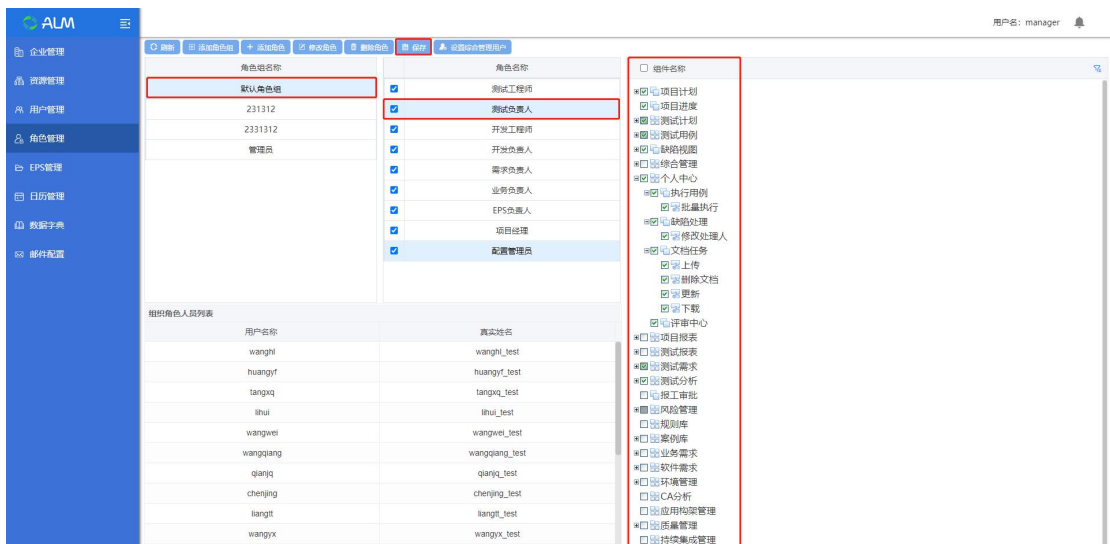 ALM
用户名: manager
企业管理
资源管理
用户管理
角色管理
EPS管理
日历管理
数据字典
邮件配置
刷新 添加角色组 添加角色 修改角色 删除角色 保存 设置综合管理用户
角色组名称
默认角色组
231312
2331312
管理员
角色名称
测试工程师
测试负责人
开发工程师
开发负责人
需求负责人
业务负责人
EPS负责人
项目经理
配置管理员
组织角色人员列表
用户名称 真实姓名
wanghl wanghl_test
huangyf huangyf_test
tangxq tangxq_test
lihui lihui_test
wangwei wangwei_test
wangqiang wangqiang_test
qianjq qianjq_test
chenjing chenjing_test
liangtt liangtt_test
wangyx wangyx_test
组件名称
项目计划
项目进度
测试计划
测试用例
缺陷视图
综合管理
个人中心
执行用例
批量执行
缺陷处理
修改处理人
文档任务
上传
删除文档
更新
下载
评审中心
项目报表
测试报表
测试需求
测试分析
报工审批
风险管理
规则库
案例库
业务需求
软件需求
环境管理
CA分析
应用构架管理
质量管理
持续集成管理